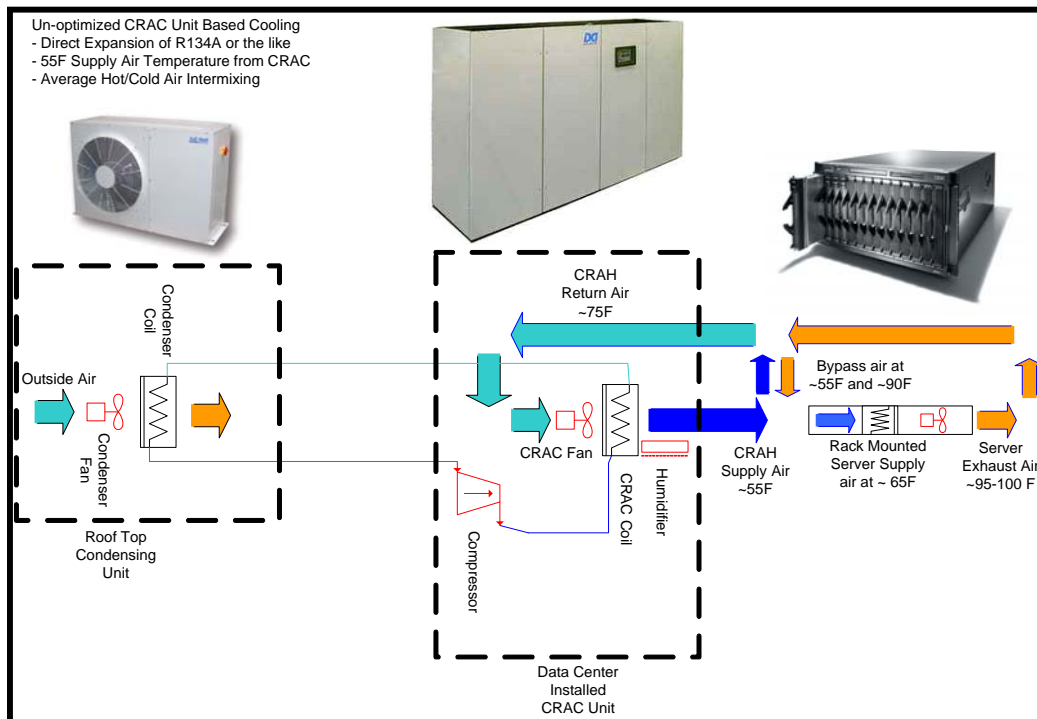 Un-optimized CRAC Unit Based Cooling
- Direct Expansion of R134A or the like
- 55F Supply Air Temperature from CRAC
- Average Hot/Cold Air Intermixing
CRAH
Return Air
~75F
Condenser
Coil
Outside Air
Condenser
Fan
Roof Top
Condensing
Unit
CRAC Fan
CRAC Coil
Humidifier
Compressor
Data Center
Installed
CRAC Unit
CRAH
Supply Air
~55F
Bypass air at
~55F and ~90F
Rack Mounted
Server Supply
air at ~ 65F
Server
Exhaust Air
~95-100 F